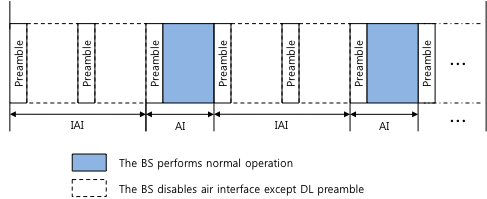 Preamble Preamble Preamble Preamble Preamble Preamble Preamble ...
IAI AI IAI AI ...
The BS performs normal operation
The BS disables air interface except DL preamble